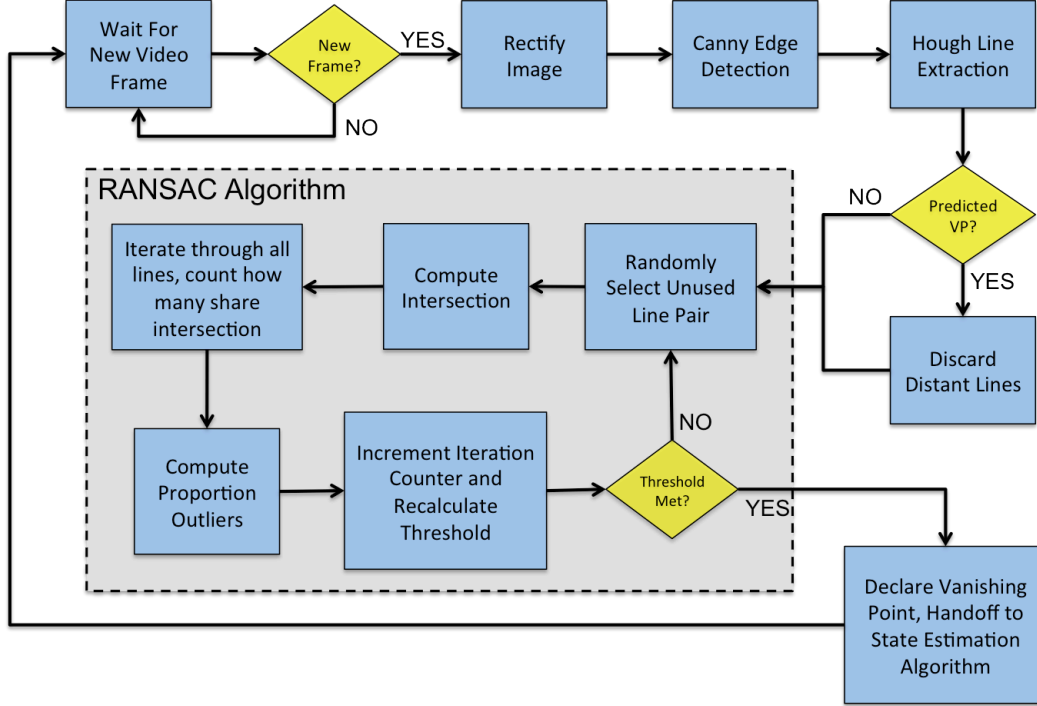 Wait For
New Video
Frame
New
Frame?
YES
NO
Rectify
Image
Canny Edge
Detection
Hough Line
Extraction
Predicted
VP?
NO
YES
Discard
Distant Lines
RANSAC Algorithm
Randomly
Select Unused
Line Pair
Compute
Intersection
Iterate through all
lines, count how
many share
intersection
Compute
Proportion
Outliers
Increment Iteration
Counter and
Recalculate
Threshold
Threshold
Met?
NO
YES
Declare Vanishing
Point, Handoff to
State Estimation
Algorithm